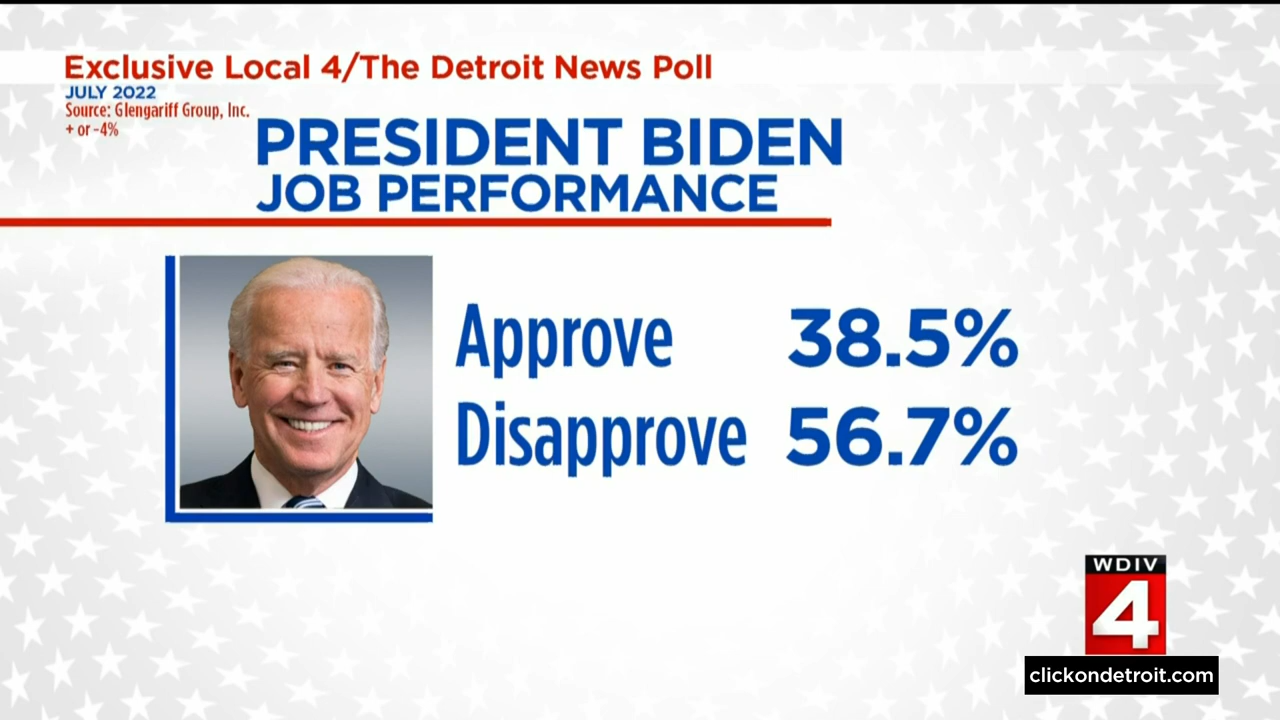 Exclusive Local 4/The Detroit News Poll
JULY 2022
Source: Glengariff Group, Inc.
+ or -4%
PRESIDENT BIDEN
JOB PERFORMANCE
Approve 38.5%
Disapprove 56.7%
WDIV
4
clickondetroit.com